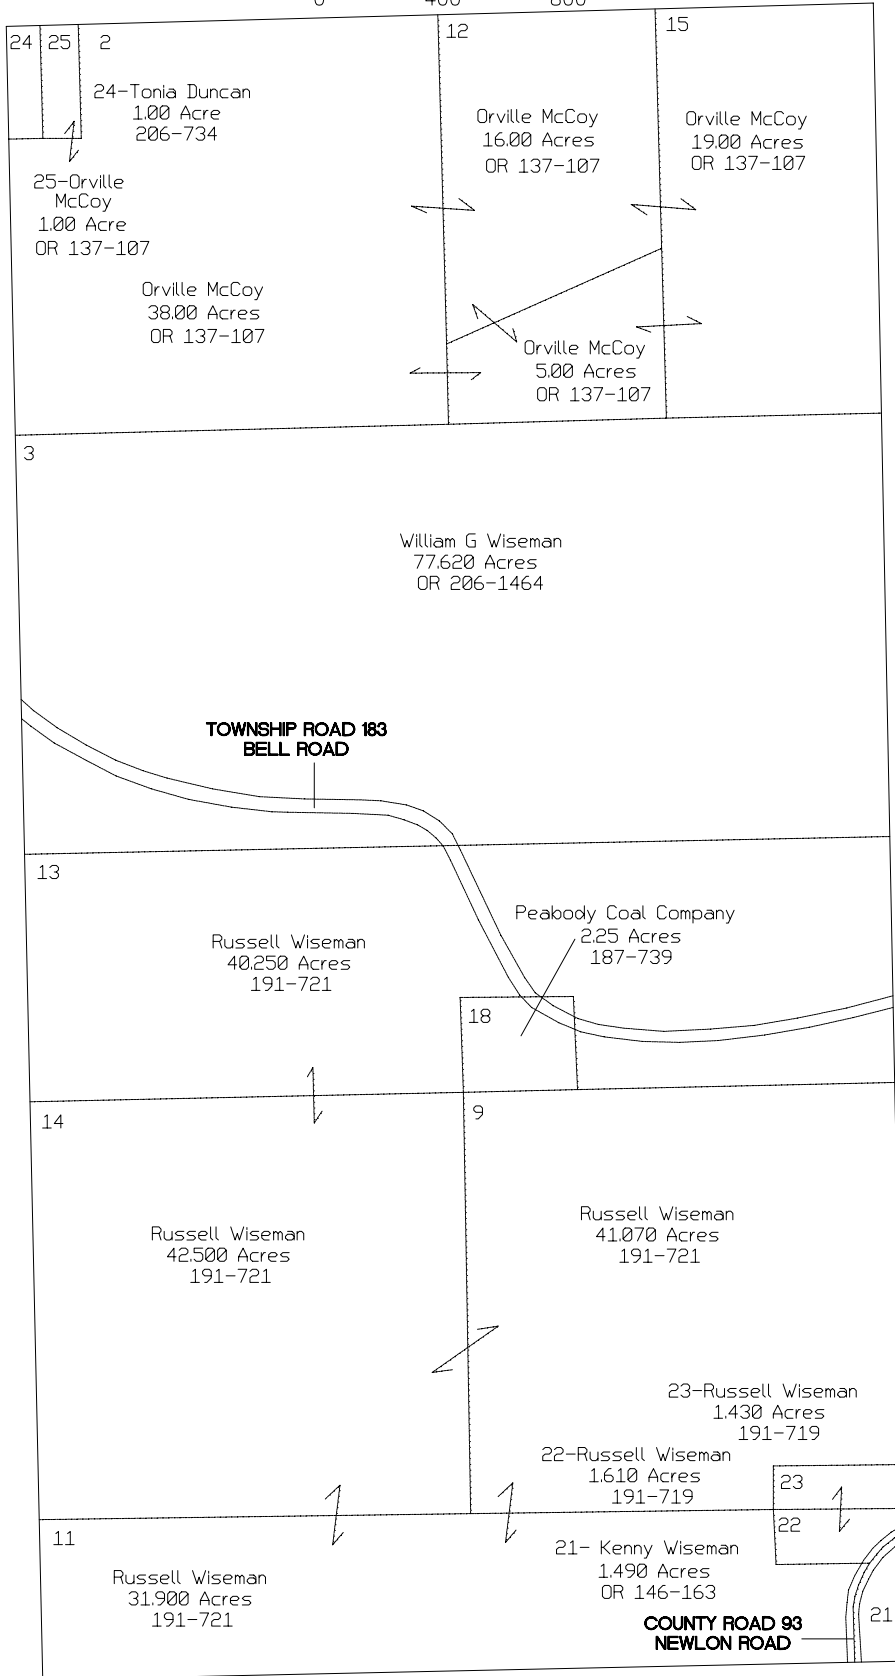 0 400 800
24 25 2
12
15
24-Tonia Duncan
1.00 Acre
206-734
Orville McCoy
16.00 Acres
OR 137-107
Orville McCoy
19.00 Acres
OR 137-107
25-Orville
McCoy
1.00 Acre
OR 137-107
Orville McCoy
38.00 Acres
OR 137-107
Orville McCoy
5.00 Acres
OR 137-107
3
William G Wiseman
77.620 Acres
OR 206-1464
TOWNSHIP ROAD 183
BELL ROAD
13
Peabody Coal Company
2.25 Acres
187-739
Russell Wiseman
40.250 Acres
191-721
18
14
9
Russell Wiseman
42.500 Acres
191-721
Russell Wiseman
41.070 Acres
191-721
23-Russell Wiseman
1.430 Acres
191-719
22-Russell Wiseman
1.610 Acres
191-719
23
22
11
21- Kenny Wiseman
1.490 Acres
OR 146-163
Russell Wiseman
31.900 Acres
191-721
COUNTY ROAD 93
NEWLON ROAD
21